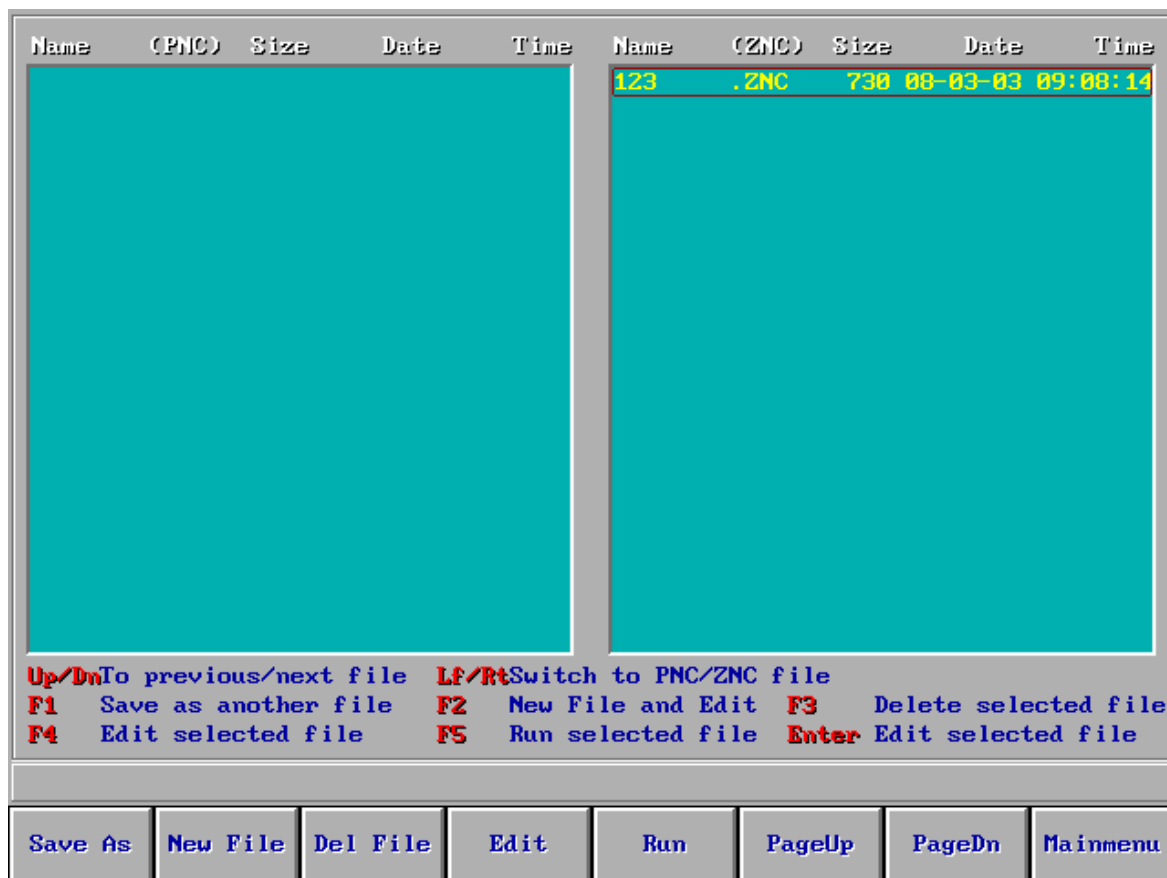 Name (PNC) Size Date Time Name (ZNC) Size Date Time
123 .ZNC 730 08-03-03 09:08:14
Up/DnTo previous/next file Lf/RtSwitch to PNC/ZNC file
F1 Save as another file F2 New File and Edit F3 Delete selected file
F4 Edit selected file F5 Run selected file Enter Edit selected file
Save As New File Del File Edit Run PageUp PageDn Mainmenu